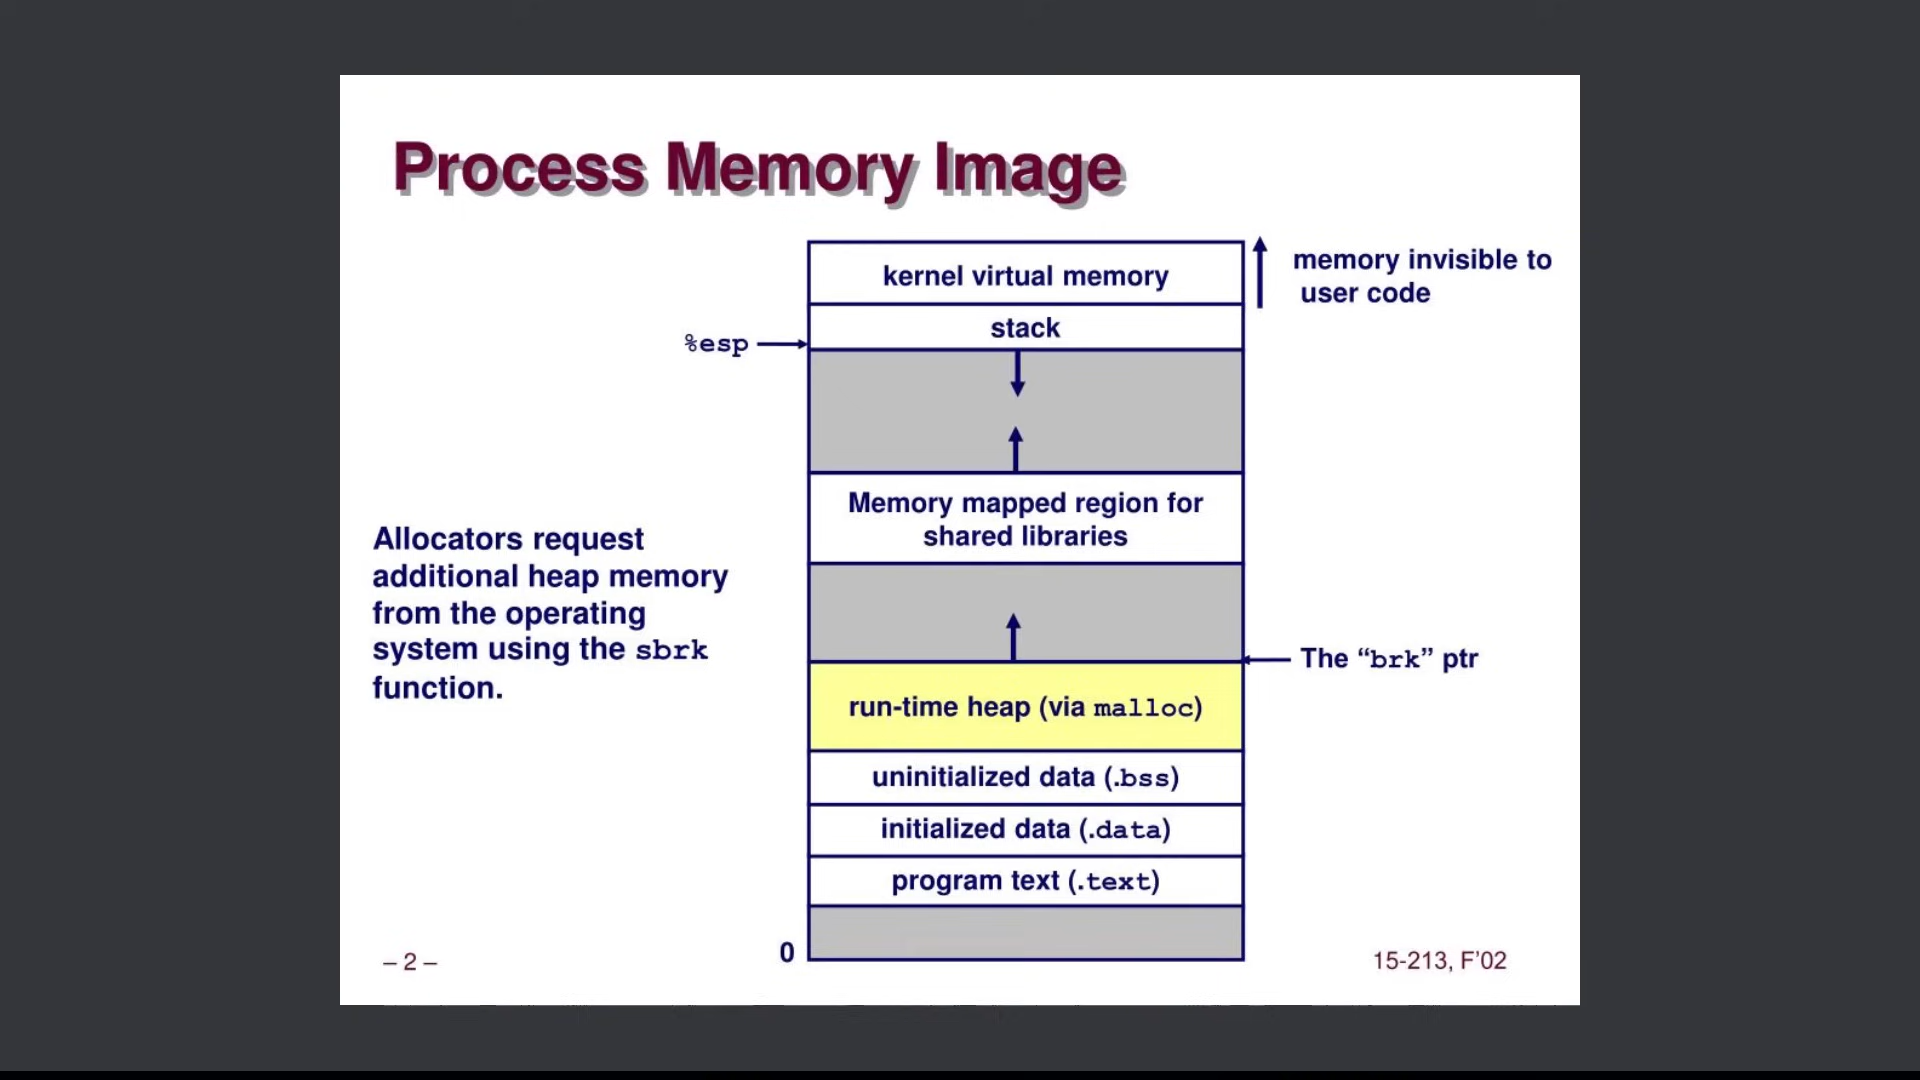 Process Memory Image
kernel virtual memory
memory invisible to
user code
stack
%esp
Memory mapped region for
shared libraries
Allocators request
additional heap memory
from the operating
system using the sbrk
function.
The “brk” ptr
run-time heap (via malloc)
uninitialized data (.bss)
initialized data (.data)
program text (.text)
0
– 2 –
15-213, F’02